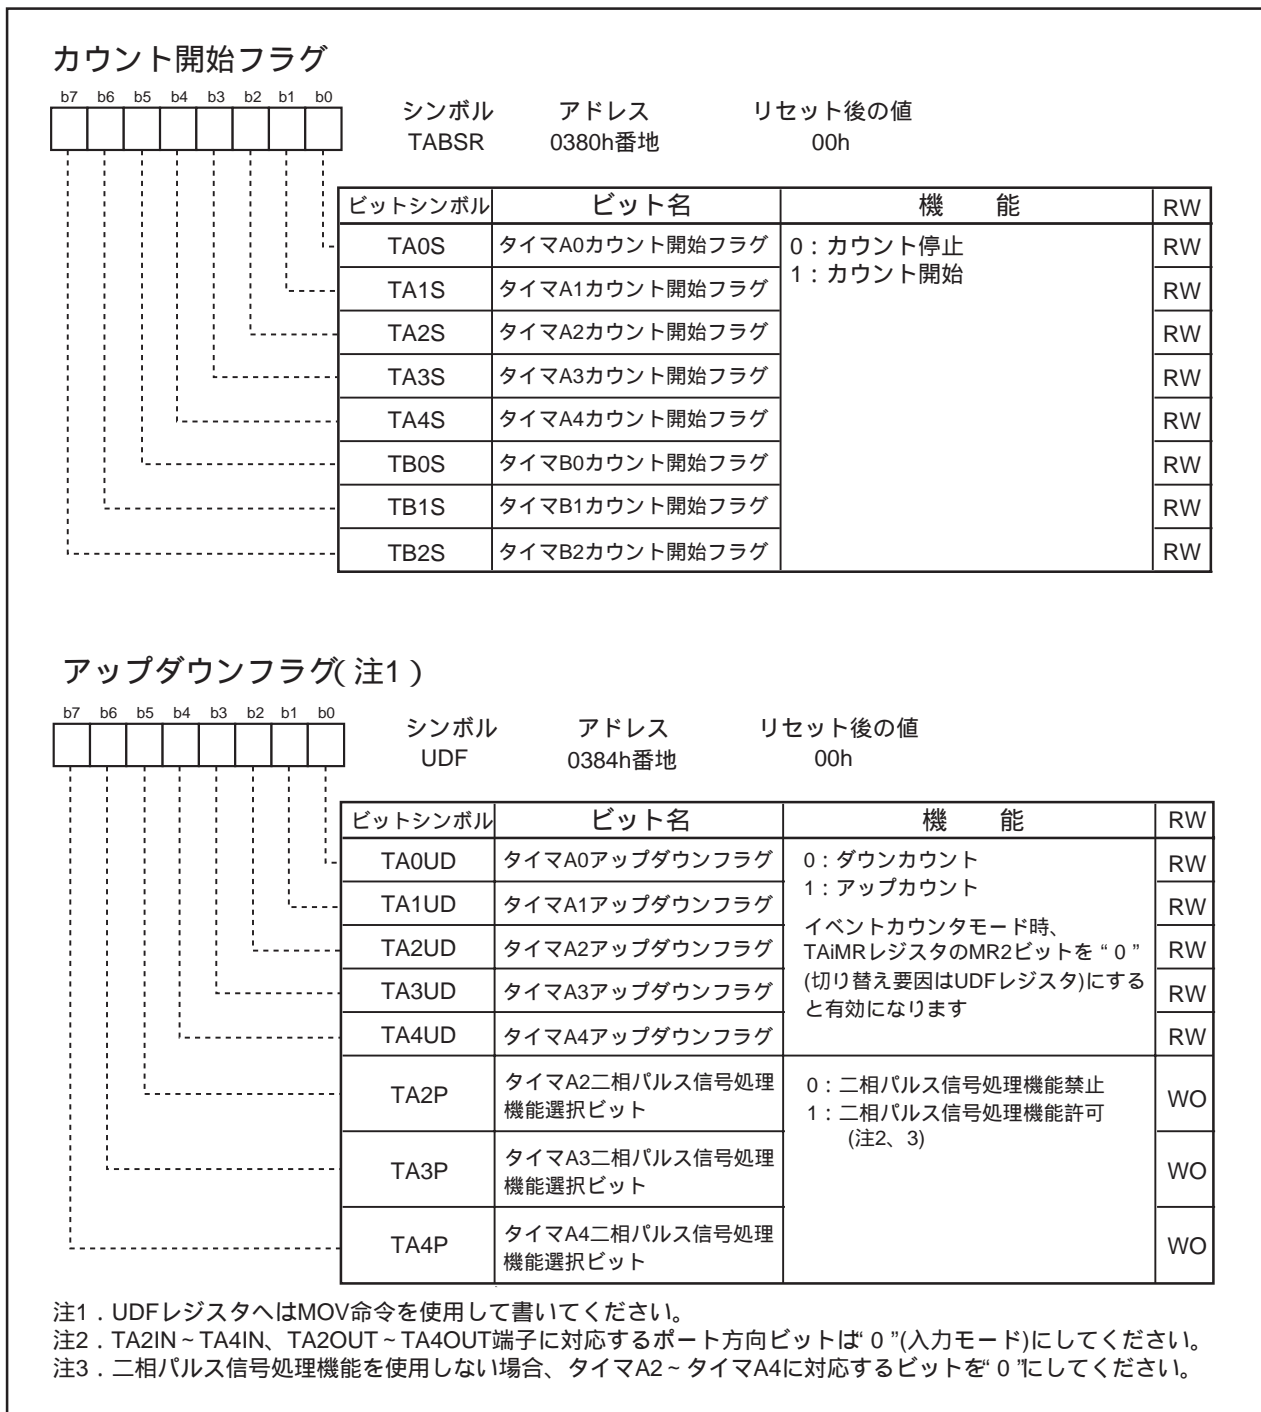 カウント開始フラグ
b7 b6 b5 b4 b3 b2 b1 b0
シンボル アドレス リセット後の値
TABSR 0380h番地 00h
ビットシンボル ビット名 機 能 RW
TA0S タイマA0カウント開始フラグ 0：カウント停止 RW
1：カウント開始
TA1S タイマA1カウント開始フラグ RW
TA2S タイマA2カウント開始フラグ RW
TA3S タイマA3カウント開始フラグ RW
TA4S タイマA4カウント開始フラグ RW
TB0S タイマB0カウント開始フラグ RW
TB1S タイマB1カウント開始フラグ RW
TB2S タイマB2カウント開始フラグ RW
アップダウンフラグ(注1)
b7 b6 b5 b4 b3 b2 b1 b0
シンボル アドレス リセット後の値
UDF 0384h番地 00h
ビットシンボル ビット名 機 能 RW
TA0UD タイマA0アップダウンフラグ 0：ダウンカウント RW
1：アップカウント
TA1UD タイマA1アップダウンフラグ RW
イベントカウンタモード時、
TA2UD タイマA2アップダウンフラグ TAiMRレジスタのMR2ビットを“0” RW
TA3UD タイマA3アップダウンフラグ (切り替え要因はUDFレジスタ)にする RW
と有効になります
TA4UD タイマA4アップダウンフラグ RW
TA2P タイマA2二相パルス信号処理 0：二相パルス信号処理機能禁止 WO
機能選択ビット 1：二相パルス信号処理機能許可
(注2、3)
TA3P タイマA3二相パルス信号処理 WO
機能選択ビット
TA4P タイマA4二相パルス信号処理 WO
機能選択ビット
注1．UDFレジスタへはMOV命令を使用して書いてください。
注2．TA2IN～TA4IN、TA2OUT～TA4OUT端子に対応するポート方向ビットは“0”(入力モード)にしてください。
注3．二相パルス信号処理機能を使用しない場合、タイマA2～タイマA4に対応するビットを“0”にしてください。